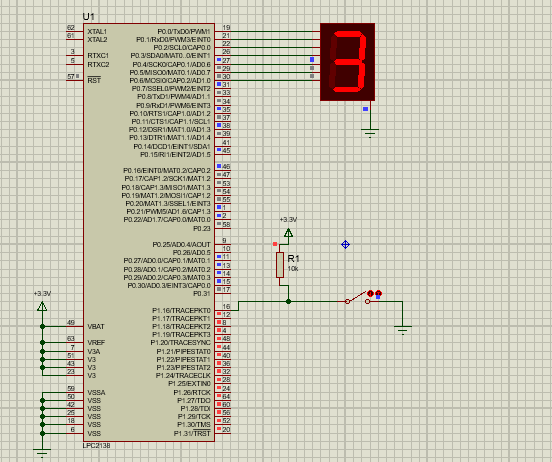 U1
62 XTAL1 P0.0/TxD0/PWM1 19
61 XTAL2 P0.1/RxD0/PWM3/EINT0 21
P0.2/SCL0/CAP0.0 22
3 RTXC1 P0.3/SDA0/MAT0.0/EINT1 26
5 RTXC2 P0.4/SCK0/CAP0.1/AD0.6 27
P0.5/MISO0/MAT0.1/AD0.7 29
57 RST P0.6/MOSI0/CAP0.2/AD1.0 30
P0.7/SSEL0/PWM2/EINT2 31
P0.8/TxD1/PWM4/AD1.1 33
P0.9/RxD1/PWM6/EINT3 34
P0.10/RTS1/CAP1.0/AD1.2 35
P0.11/CTS1/CAP1.1/SCL1 37
P0.12/DSR1/MAT1.0/AD1.3 38
P0.13/DTR1/MAT1.1/AD1.4 39
P0.14/DCD1/EINT1/SDA1 41
P0.15/RI1/EINT2/AD1.5 45
P0.16/EINT0/MAT0.2/CAP0.2 46
P0.17/CAP1.2/SCK1/MAT1.2 47
P0.18/CAP1.3/MISO1/MAT1.3 53
P0.19/MAT1.2/MOSI1/CAP1.2 54
P0.20/MAT1.3/SSEL1/EINT3 55
P0.21/PWM5/AD1.6/CAP1.3 1
P0.22/AD1.7/CAP0.0/MAT0.0 2
P0.23 58
P0.25/AD0.4/AOUT 9
P0.26/AD0.5 10
P0.27/AD0.0/CAP0.1/MAT0.1 11
P0.28/AD0.1/CAP0.2/MAT0.2 13
P0.29/AD0.2/CAP0.3/MAT0.3 14
P0.30/AD0.3/EINT3/CAP0.0 15
P0.31 17
+3.3V
R1
10k
+3.3V
P1.16/TRACEPKT0 16
P1.17/TRACEPKT1 12
49 VBAT P1.18/TRACEPKT2 8
P1.19/TRACEPKT3 4
63 VREF P1.20/TRACESYNC 48
7 V3A P1.21/PIPESTAT0 44
51 V3 P1.22/PIPESTAT1 40
43 V3 P1.23/PIPESTAT2 36
23 V3 P1.24/TRACECLK 32
P1.25/EXTIN0 28
59 VSSA P1.26/RTCK 24
50 VSS P1.27/TDO 64
42 VSS P1.28/TDI 60
25 VSS P1.29/TCK 56
18 VSS P1.30/TMS 52
6 VSS P1.31/TRST 20
LPC2138
3